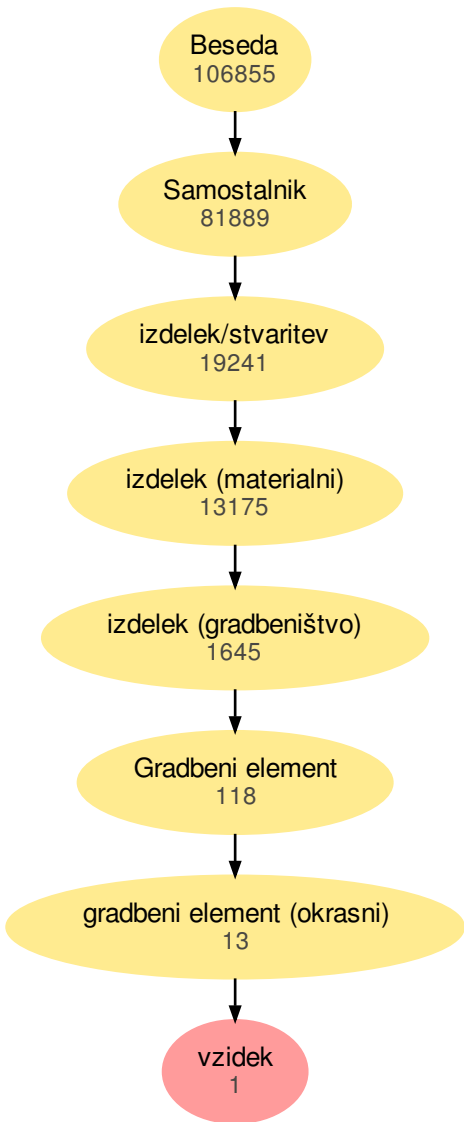 Beseda
106855
Samostalnik
81889
izdelek/stvaritev
19241
izdelek (materialni)
13175
izdelek (gradbeništvo)
1645
Gradbeni element
118
gradbeni element (okrasni)
13
vzidek
1